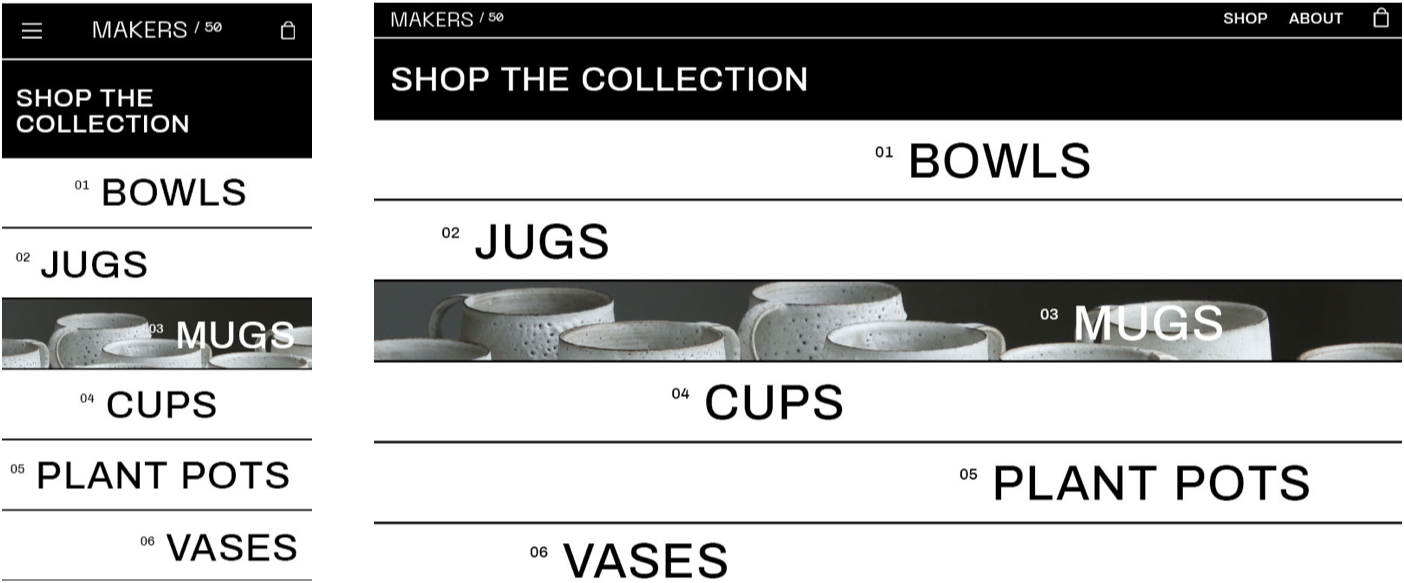 MAKERS / 50
SHOP THE
COLLECTION
01 BOWLS
02 JUGS
03 MUGS
04 CUPS
05 PLANT POTS
06 VASES
MAKERS / 50
SHOP ABOUT
SHOP THE COLLECTION
01 BOWLS
02 JUGS
03 MUGS
04 CUPS
05 PLANT POTS
06 VASES